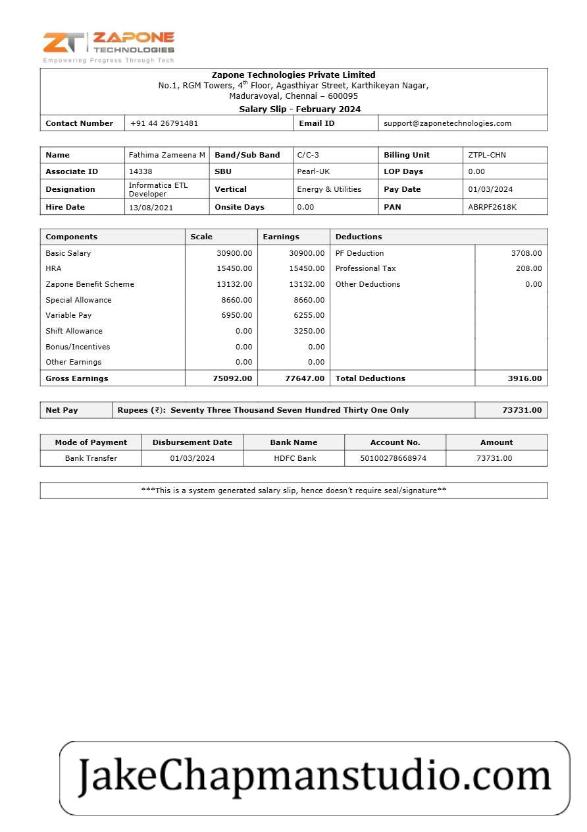 ZT ZAPONE
TECHNOLOGIES
Empowering Progress Through Tech
Zapone Technologies Private Limited
No.1, RGM Towers, 4th Floor, Agasthiyar Street, Karthikeyan Nagar,
Maduravoyal, Chennai – 600095
Salary Slip - February 2024
Contact Number +91 44 26791481 Email ID support@zaponetechnologies.com
Name Fathima Zameena M Band/Sub Band C/C-3 Billing Unit ZTPL-CHN
Associate ID 14338 SBU Pearl-UK LOP Days 0.00
Designation Informatica ETL Developer Vertical Energy & Utilities Pay Date 01/03/2024
Hire Date 13/08/2021 Onsite Days 0.00 PAN ABRPF2618K
Components Scale Earnings Deductions
Basic Salary 30900.00 30900.00 PF Deduction 3708.00
HRA 15450.00 15450.00 Professional Tax 208.00
Zapone Benefit Scheme 13132.00 13132.00 Other Deductions 0.00
Special Allowance 8660.00 8660.00
Variable Pay 6950.00 6255.00
Shift Allowance 0.00 3250.00
Bonus/Incentives 0.00 0.00
Other Earnings 0.00 0.00
Gross Earnings 75092.00 77647.00 Total Deductions 3916.00
Net Pay Rupees (₹): Seventy Three Thousand Seven Hundred Thirty One Only 73731.00
Mode of Payment Disbursement Date Bank Name Account No. Amount
Bank Transfer 01/03/2024 HDFC Bank 50100278668974 73731.00
***This is a system generated salary slip, hence doesn't require seal/signature**
JakeChapmanstudio.com